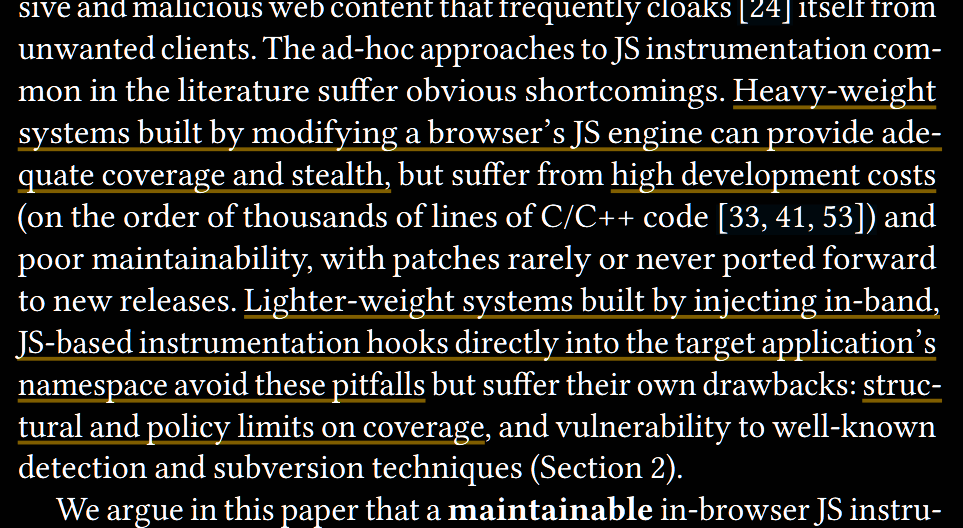 sive and malicious web content that frequently cloaks [24] itself from
unwanted clients. The ad-hoc approaches to JS instrumentation com-
mon in the literature suffer obvious shortcomings. Heavy-weight
systems built by modifying a browser's JS engine can provide ade-
quate coverage and stealth, but suffer from high development costs
(on the order of thousands of lines of C/C++ code [33, 41, 53]) and
poor maintainability, with patches rarely or never ported forward
to new releases. Lighter-weight systems built by injecting in-band,
JS-based instrumentation hooks directly into the target application's
namespace avoid these pitfalls but suffer their own drawbacks: struc-
tural and policy limits on coverage, and vulnerability to well-known
detection and subversion techniques (Section 2).
We argue in this paper that a maintainable in-browser JS instru-